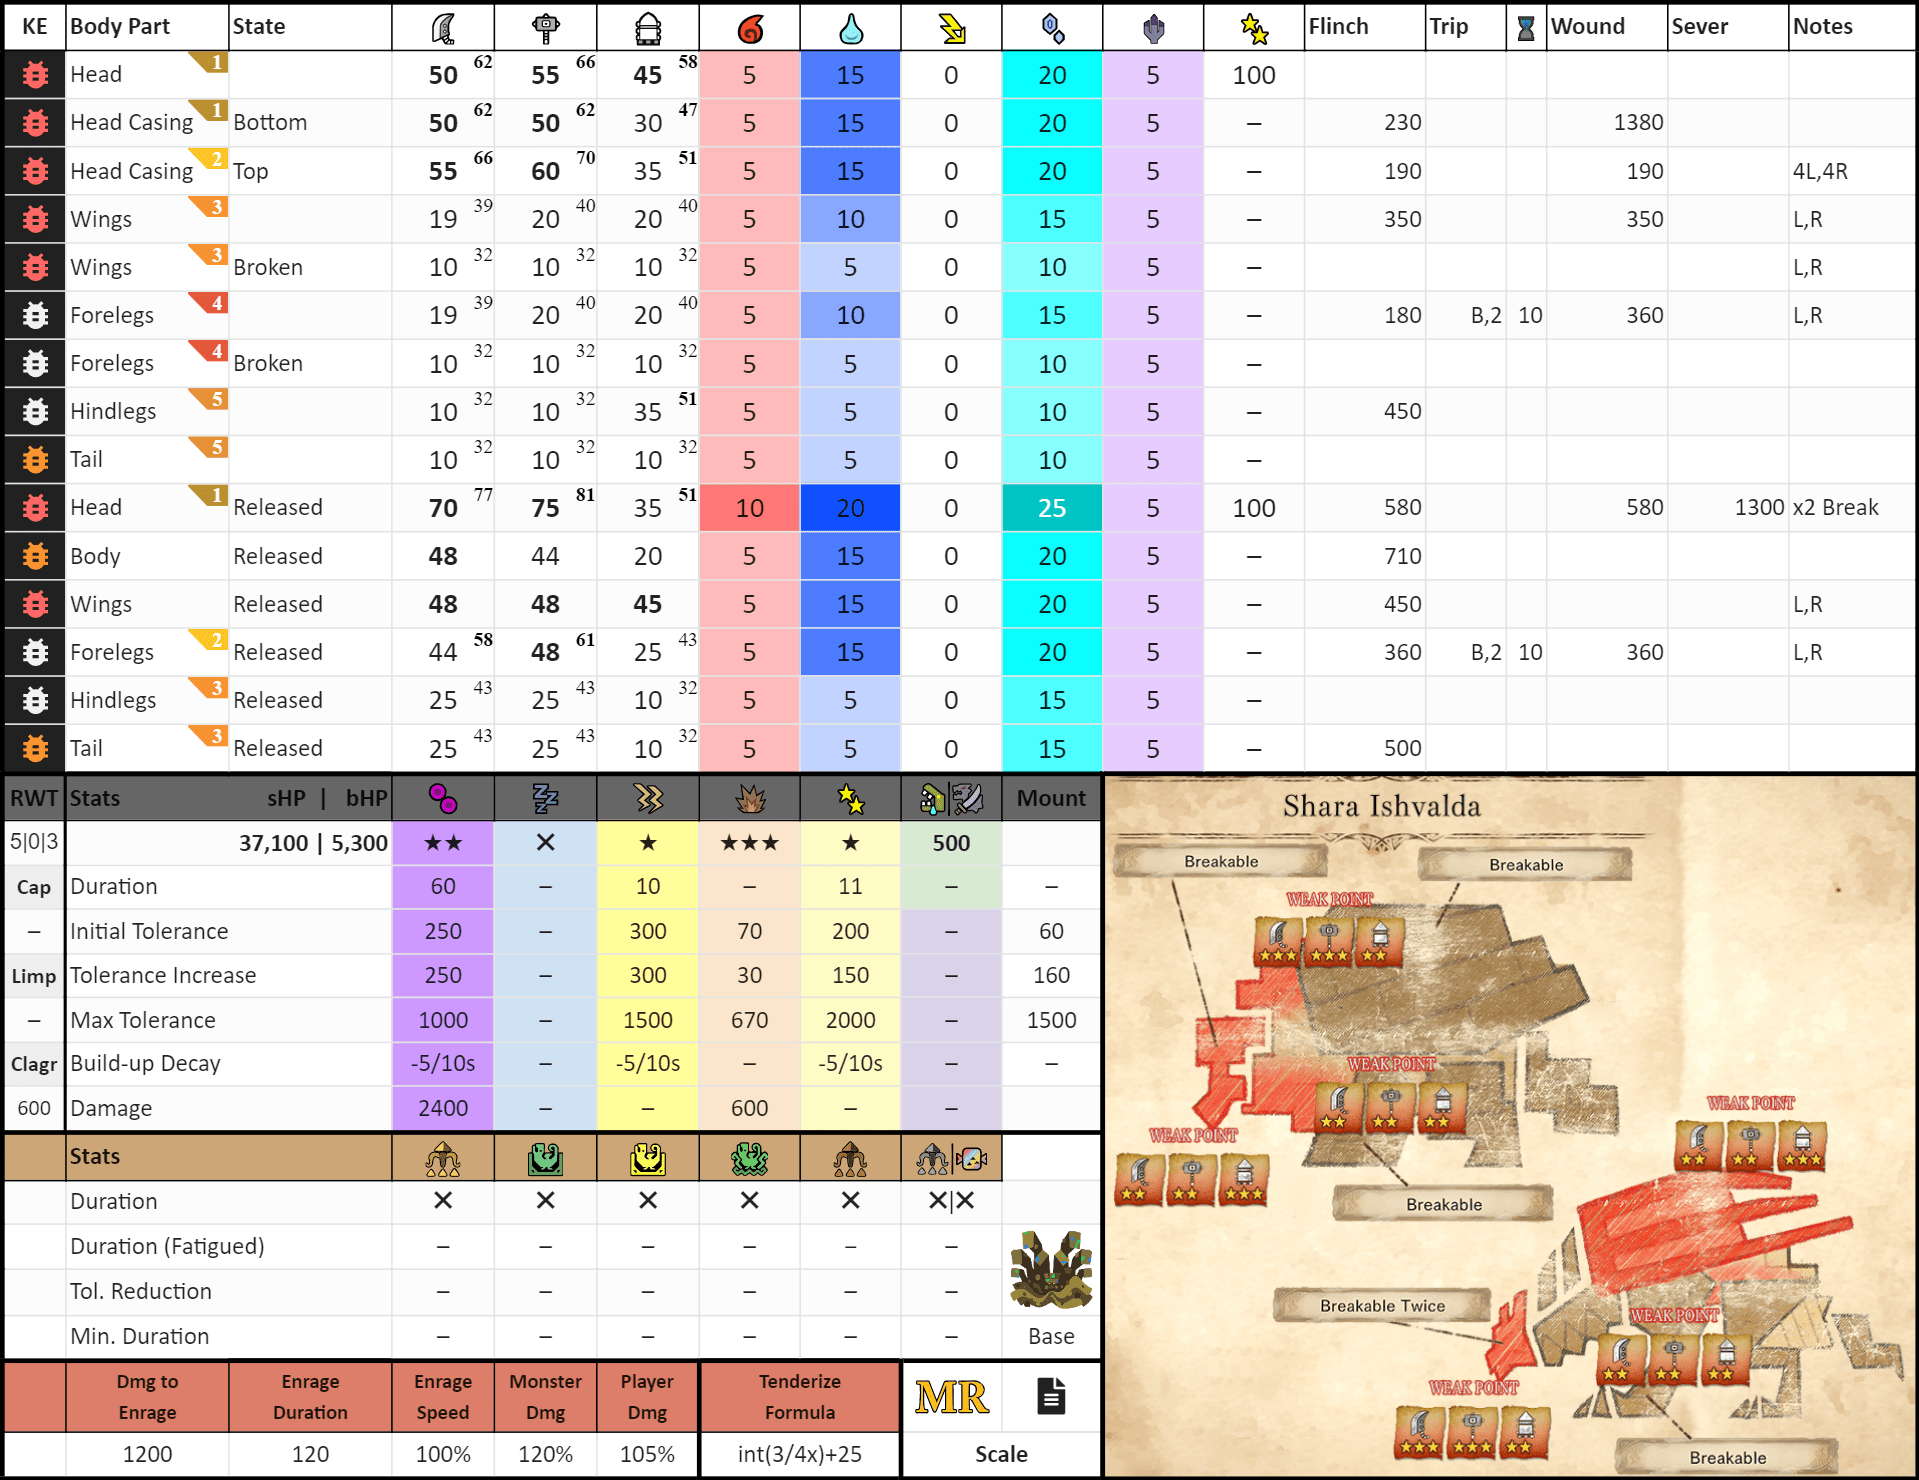 KE Body Part State Flinch Trip Wound Sever Notes
Head 1 50 62 55 66 45 58 5 15 0 20 5 100
Head Casing 1 Bottom 50 62 50 62 30 47 5 15 0 20 5 – 230 1380
Head Casing 2 Top 55 66 60 70 35 51 5 15 0 20 5 – 190 190 4L,4R
Wings 3 19 39 20 40 20 40 5 10 0 15 5 – 350 350 L,R
Wings 3 Broken 10 32 10 32 10 32 5 5 0 10 5 – L,R
Forelegs 4 19 39 20 40 20 40 5 10 0 15 5 – 180 B,2 10 360 L,R
Forelegs 4 Broken 10 32 10 32 10 32 5 5 0 10 5 –
Hindlegs 5 10 32 10 32 35 51 5 5 0 10 5 – 450
Tail 5 10 32 10 32 10 32 5 5 0 10 5 –
Head 1 Released 70 77 75 81 35 51 10 20 0 25 5 100 580 580 1300 x2 Break
Body Released 48 44 20 5 15 0 20 5 – 710
Wings Released 48 48 45 5 15 0 20 5 – 450 L,R
Forelegs 2 Released 44 58 48 61 25 43 5 15 0 20 5 – 360 B,2 10 360 L,R
Hindlegs 3 Released 25 43 25 43 10 32 5 5 0 15 5 –
Tail 3 Released 25 43 25 43 10 32 5 5 0 15 5 – 500
RWT Stats sHP | bHP Mount
5|0|3 37,100 | 5,300 ★★ ✕ ★ ★★★ ★ 500
Cap Duration 60 – 10 – 11 – –
– Initial Tolerance 250 – 300 70 200 – 60
Limp Tolerance Increase 250 – 300 30 150 – 160
– Max Tolerance 1000 – 1500 670 2000 – 1500
Clagr Build-up Decay -5/10s – -5/10s – -5/10s – –
600 Damage 2400 – – 600 – –
Stats
Duration ✕ ✕ ✕ ✕ ✕ ✕|✕
Duration (Fatigued) – – – – – –
Tol. Reduction – – – – – –
Min. Duration – – – – – – Base
Dmg to Enrage
Enrage Duration
Enrage Speed
Monster Dmg
Player Dmg
Tenderize Formula
MR
1200 120 100% 120% 105% int(3/4x)+25 Scale
Shara Ishvalda
Breakable
Breakable
WEAK POINT
WEAK POINT
WEAK POINT
WEAK POINT
Breakable
Breakable Twice
WEAK POINT
WEAK POINT
Breakable